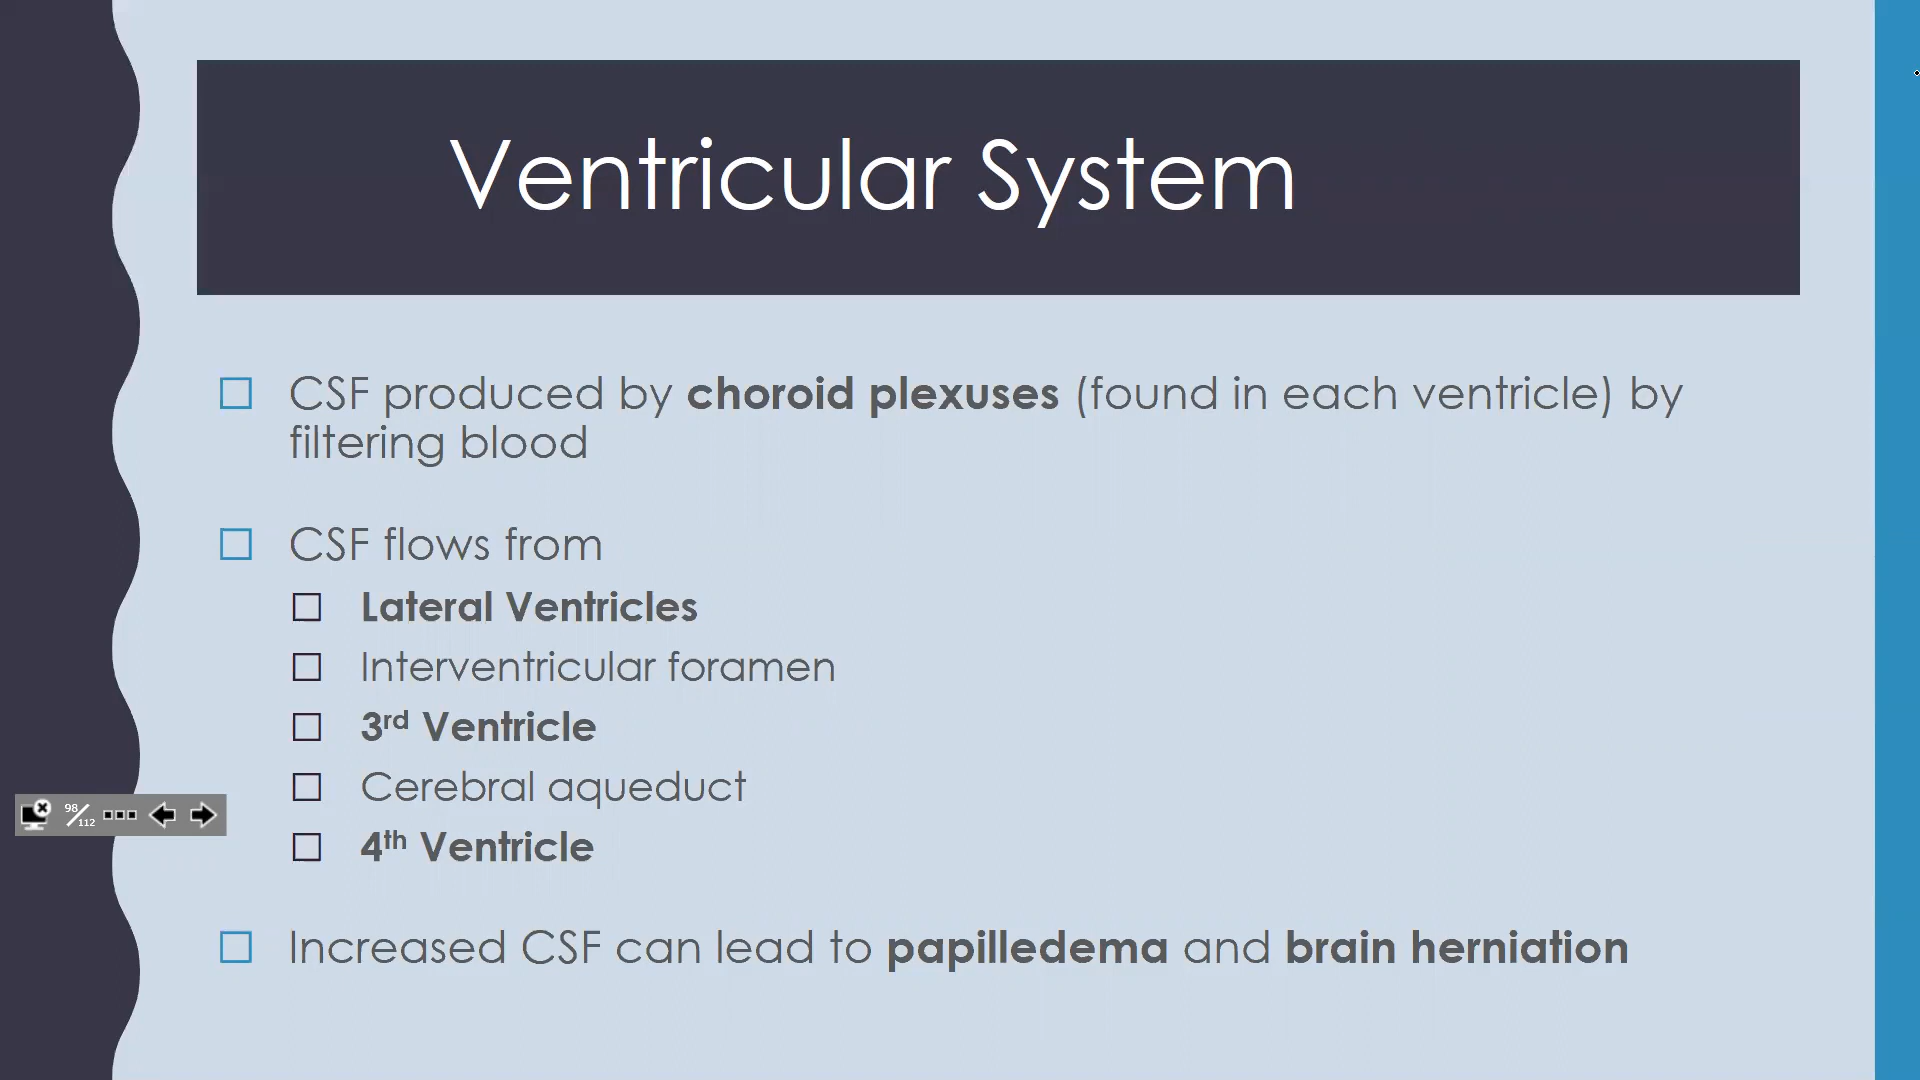 Ventricular System
☐ CSF produced by choroid plexuses (found in each ventricle) by
filtering blood
☐ CSF flows from
☐ Lateral Ventricles
☐ Interventricular foramen
☐ 3rd Ventricle
☐ Cerebral aqueduct
☐ 4th Ventricle
☐ Increased CSF can lead to papilledema and brain herniation
98/112